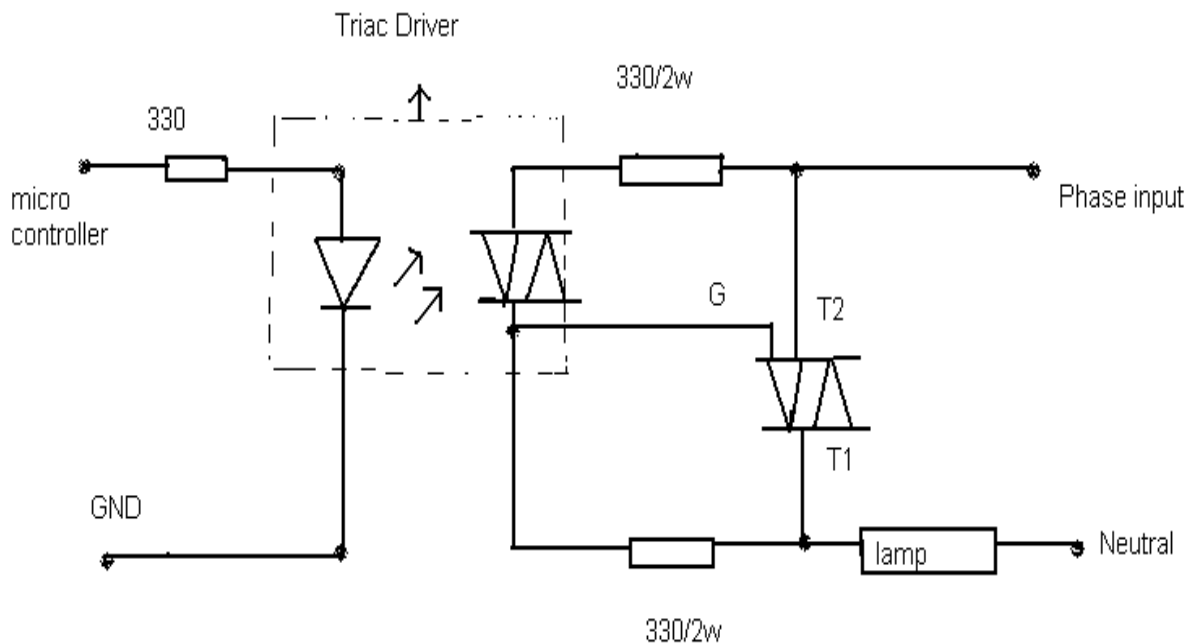 Triac Driver
330/2w
330
micro
controller
Phase input
G
T2
T1
GND
lamp
Neutral
330/2w